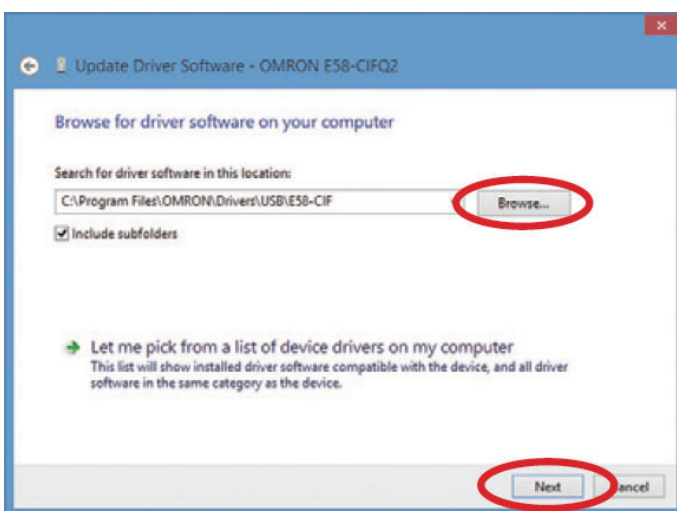 Update Driver Software - OMRON E58-CIFQ2
Browse for driver software on your computer
Search for driver software in this location:
C:\Program Files\OMRON\Drivers\USB\E58-CIF
Browse...
Include subfolders
Let me pick from a list of device drivers on my computer
This list will show installed driver software compatible with the device, and all driver
software in the same category as the device.
Next
Cancel